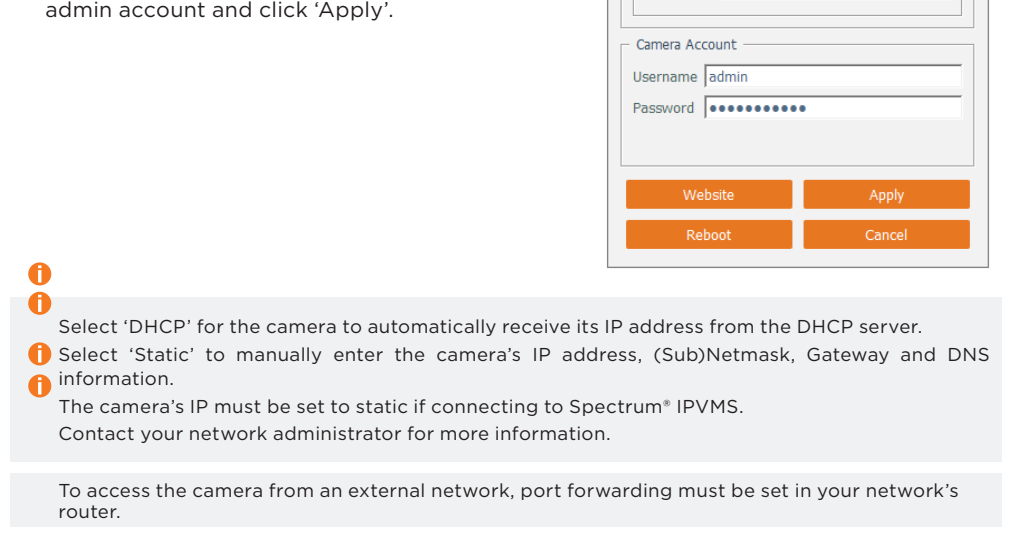 admin account and click ‘Apply’.
Camera Account
Username admin
Password •••••••••••
Website Apply
Reboot Cancel
Select ‘DHCP’ for the camera to automatically receive its IP address from the DHCP server.
Select ‘Static’ to manually enter the camera’s IP address, (Sub)Netmask, Gateway and DNS
information.
The camera’s IP must be set to static if connecting to Spectrum® IPVMS.
Contact your network administrator for more information.
To access the camera from an external network, port forwarding must be set in your network’s
router.